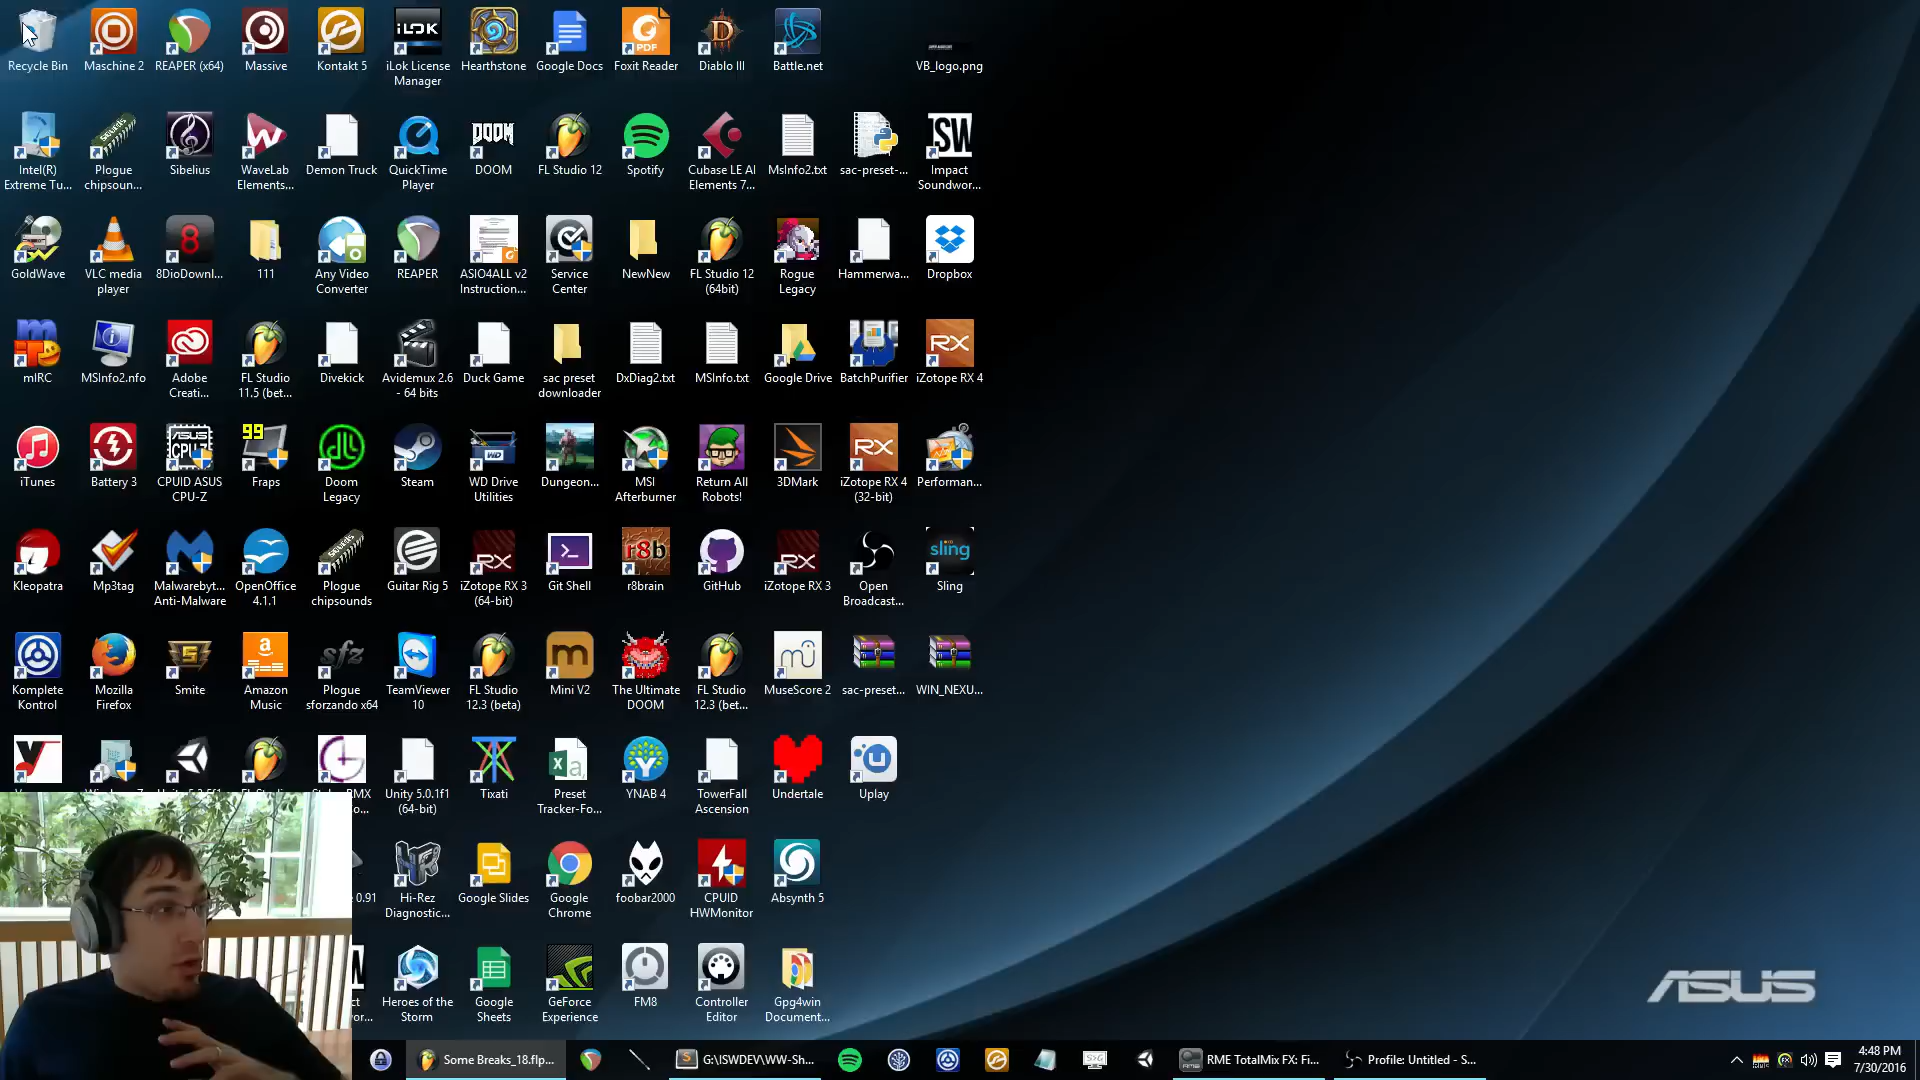 Recycle Bin
Maschine 2
REAPER (x64)
Massive
Kontakt 5
iLok License
Manager
Hearthstone
Google Docs
Foxit Reader
Diablo III
Battle.net
VB_logo.png
Intel(R)
Extreme Tu...
Plogue
chipsoun...
Sibelius
WaveLab
Elements...
Demon Truck
QuickTime
Player
DOOM
FL Studio 12
Spotify
Cubase LE AI
Elements 7...
MsInfo2.txt
sac-preset-...
Impact
Soundwor...
GoldWave
VLC media
player
8DioDownl...
111
Any Video
Converter
REAPER
ASIO4ALL v2
Instruction...
Service
Center
NewNew
FL Studio 12
(64bit)
Rogue
Legacy
Hammerwa...
Dropbox
mIRC
MSInfo2.nfo
Adobe
Creati...
FL Studio
11.5 (bet...
Divekick
Avidemux 2.6
- 64 bits
Duck Game
sac preset
downloader
DxDiag2.txt
MSInfo.txt
Google Drive
BatchPurifier
iZotope RX 4
iTunes
Battery 3
CPUID ASUS
CPU-Z
Fraps
Doom
Legacy
Steam
WD Drive
Utilities
Dungeon...
MSI
Afterburner
Return All
Robots!
3DMark
iZotope RX 4
(32-bit)
Performan...
Kleopatra
Mp3tag
Malwarebyt...
Anti-Malware
OpenOffice
4.1.1
Plogue
chipsounds
Guitar Rig 5
iZotope RX 3
(64-bit)
Git Shell
r8brain
GitHub
iZotope RX 3
Open
Broadcast...
Sling
Komplete
Kontrol
Mozilla
Firefox
Smite
Amazon
Music
Plogue
sforzando x64
TeamViewer
10
FL Studio
12.3 (beta)
Mini V2
The Ultimate
DOOM
FL Studio
12.3 (bet...
MuseScore 2
sac-preset...
WIN_NEXU...
Unity 5.0.1f1
(64-bit)
Tixati
Preset
Tracker-Fo...
YNAB 4
TowerFall
Ascension
Undertale
Uplay
0.91
Hi-Rez
Diagnostic...
Google Slides
Google
Chrome
foobar2000
CPUID
HWMonitor
Absynth 5
Heroes of the
Storm
Google
Sheets
GeForce
Experience
FM8
Controller
Editor
Gpg4win
Document...
ASUS
Some Breaks_18.flp...
G:\ISWDEV\WW-Sh...
RME TotalMix FX: Fi...
Profile: Untitled - S...
4:48 PM
7/30/2016